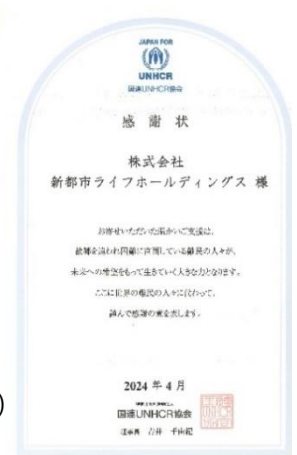 JAPAN FOR
UNHCR
国連UNHCR協会
感謝状
株式会社
新都市ライフホールディングス 様
お寄せいただいた温かいご支援は、
故郷を追われ困難に直面している難民の人々が、
未来への希望をもって生きていく大きな力となります。
ここに世界の難民の人々に代わって、
謹んで感謝の意を表します。
2024年4月
国連UNHCR協会
理事長
)